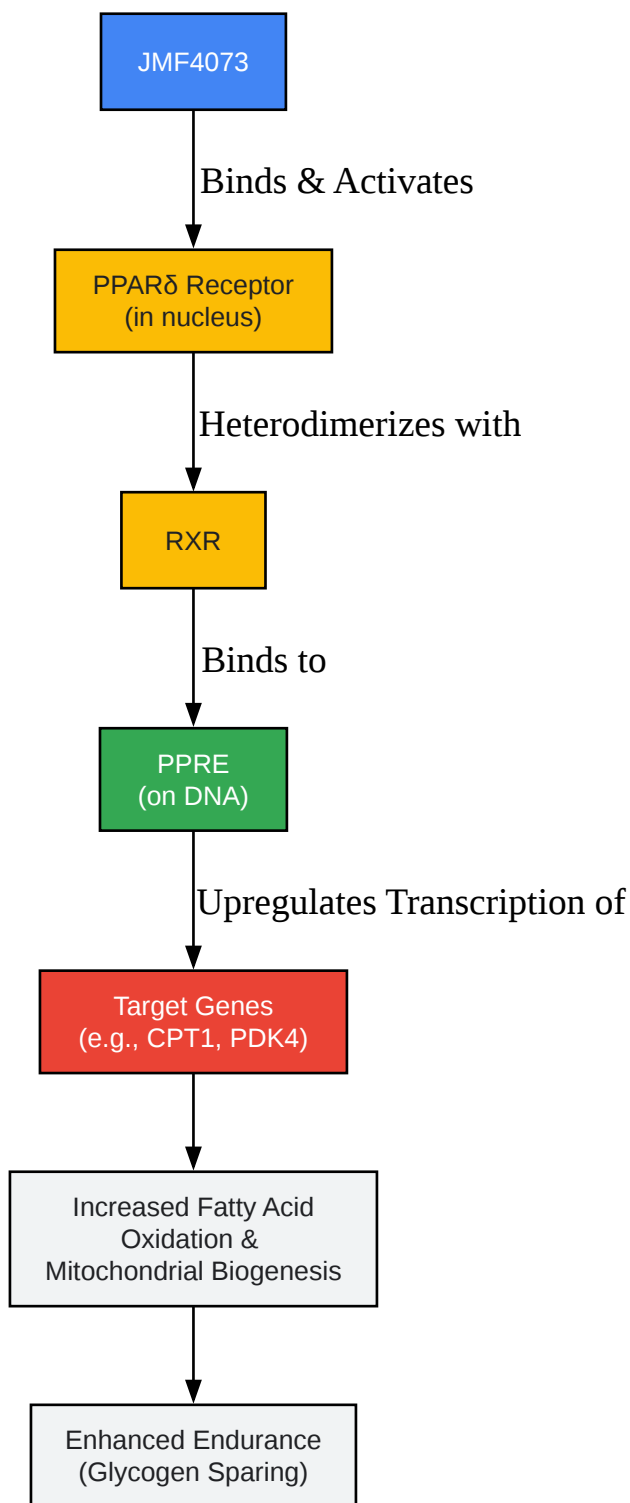 JMF4073
Binds & Activates
PPARδ Receptor
(in nucleus)
Heterodimerizes with
RXR
Binds to
PPRE
(on DNA)
Upregulates Transcription of
Target Genes
(e.g., CPT1, PDK4)
Increased Fatty Acid
Oxidation &
Mitochondrial Biogenesis
Enhanced Endurance
(Glycogen Sparing)